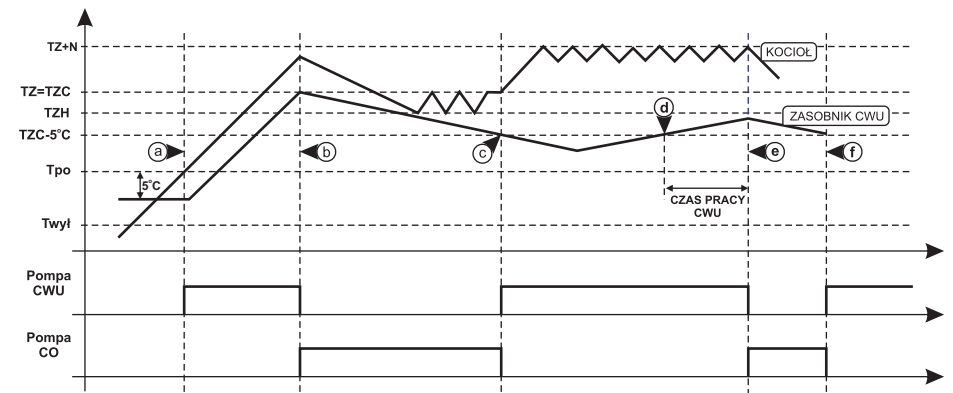 TZ+N
KOCIOŁ
TZ=TZC
TZH
ZASOBNIK CWU
TZC-5°C
a
b
c
d
e
f
Tpo
5°C
CZAS PRACY
CWU
Twył
Pompa
CWU
Pompa
CO